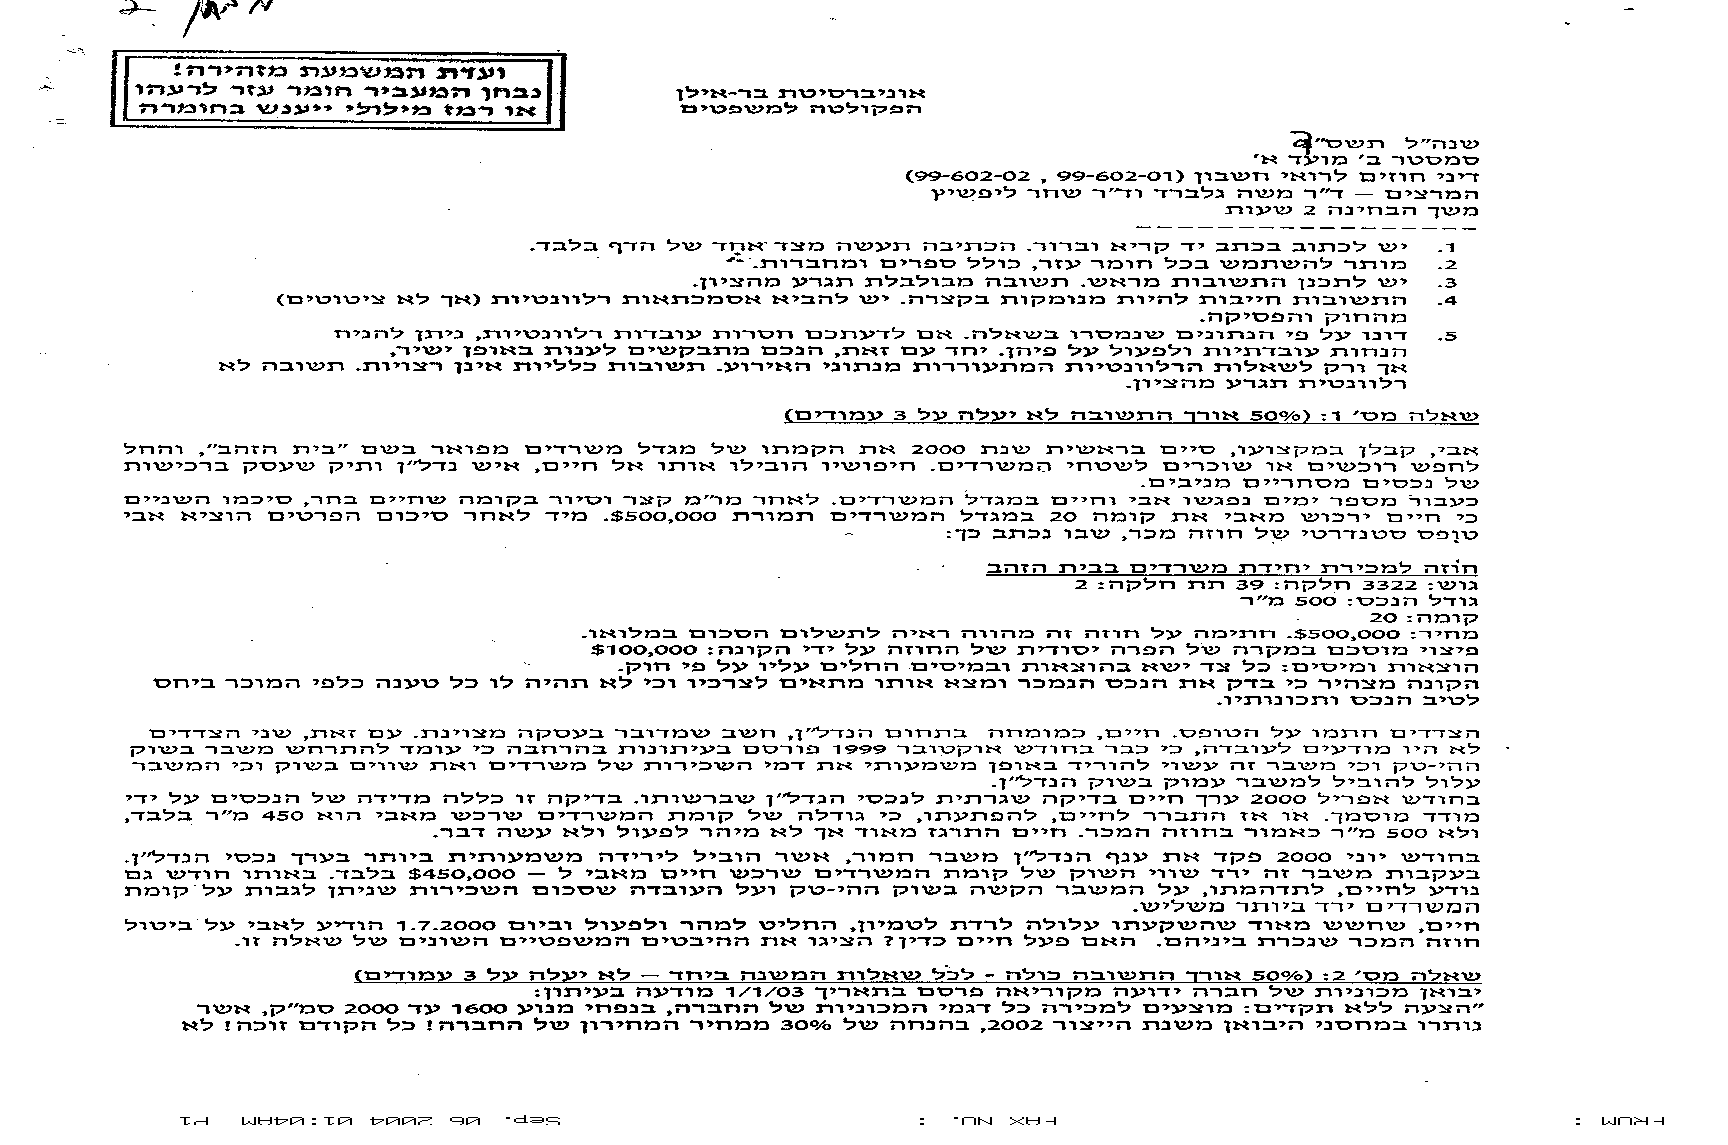 ועדת המשמעת מזהירה!
נבחן המעביר חומר עזר לרעהו
או רמז מילולי ייענש בחומרה
אוניברסיטת בר-אילן
הפקולטה למשפטים
שנה"ל תשס"
סמסטר ב' מועד א'
דיני חוזים לרואי חשבון (99-602-01 , 99-602-02)
המרצים – ד"ר משה גלברד וד"ר שחר ליפשיץ
משך הבחינה 2 שעות
1. יש לכתוב בכתב יד קריא וברור. הכתיבה תעשה מצד אחד של הדף בלבד.
2. מותר להשתמש בכל חומר עזר, כולל ספרים ומחברות.
3. יש לתכנן התשובות מראש. תשובה מבולבלת תגרע מהציון.
4. התשובות חייבות להיות מנומקות בקצרה. יש להביא אסמכתאות רלוונטיות (אך לא ציטוטים)
מהחוק והפסיקה.
5. דונו על פי הנתונים שנמסרו בשאלה. אם לדעתכם חסרות עובדות רלוונטיות, ניתן להניח
הנחות עובדתיות ולפעול על פיהן. יחד עם זאת, הנכם מתבקשים לענות באופן ישיר,
אך ורק לשאלות הרלוונטיות המתעוררות מנתוני האירוע. תשובות כלליות אינן רצויות. תשובה לא
רלוונטית תגרע מהציון.
שאלה מס' 1: (50% אורך התשובה לא יעלה על 3 עמודים)
אבי, קבלן במקצועו, סיים בראשית שנת 2000 את הקמתו של מגדל משרדים מפואר בשם "בית הזהב", והחל
לחפש רוכשים או שוכרים לשטחי המשרדים. חיפושיו הובילו אותו אל חיים, איש נדל"ן ותיק שעסק ברכישות
של נכסים מסחריים מניבים.
כעבור מספר ימים נפגשו אבי וחיים במגדל המשרדים. לאחר מו"מ קצר וסיור בקומה שחיים בחר, סיכמו השניים
כי חיים ירכוש מאבי את קומה 20 במגדל המשרדים תמורת 500,000$. מיד לאחר סיכום הפרטים הוציא אבי
טופס סטנדרטי של חוזה מכר, שבו נכתב כך:
חוזה למכירת יחידת משרדים בבית הזהב
גוש: 3322 חלקה: 39 תת חלקה: 2
גודל הנכס: 500 מ"ר
קומה: 20
מחיר: 500,000$. חתימה על חוזה זה מהווה ראיה לתשלום הסכום במלואו.
פיצוי מוסכם במקרה של הפרה יסודית של החוזה על ידי הקונה: 100,000$
הוצאות ומיסים: כל צד ישא בהוצאות ובמיסים החלים עליו על פי חוק.
הקונה מצהיר כי בדק את הנכס הנמכר ומצא אותו מתאים לצרכיו וכי לא תהיה לו כל טענה כלפי המוכר ביחס
לטיב הנכס ותכונותיו.
הצדדים חתמו על הטופס. חיים, כמומחה בתחום הנדל"ן, חשב שמדובר בעסקה מצוינת. עם זאת, שני הצדדים
לא היו מודעים לעובדה, כי כבר בחודש אוקטובר 1999 פורסם בעיתונות בהרחבה כי עומד להתרחש משבר בשוק
ההי-טק וכי משבר זה עשוי להוריד באופן משמעותי את דמי השכירות של משרדים ואת שווים בשוק וכי המשבר
עלול להוביל למשבר עמוק בשוק הנדל"ן.
בחודש אפריל 2000 ערך חיים בדיקה שגרתית לנכסי הנדל"ן שברשותו. בדיקה זו כללה מדידה של הנכסים על ידי
מודד מוסמך. או אז התברר לחיים, להפתעתו, כי גודלה של קומת המשרדים שרכש מאבי הוא 450 מ"ר בלבד,
ולא 500 מ"ר כאמור בחוזה המכר. חיים התרגז מאוד אך לא מיהר לפעול ולא עשה דבר.
בחודש יוני 2000 פקד את ענף הנדל"ן משבר חמור, אשר הוביל לירידה משמעותית ביותר בערך נכסי הנדל"ן.
בעקבות משבר זה ירד שווי השוק של קומת המשרדים שרכש חיים מאבי ל – 450,000$ בלבד. באותו חודש גם
נודע לחיים, לתדהמתו, על המשבר הקשה בשוק ההי-טק ועל העובדה שסכום השכירות שניתן לגבות על קומת
המשרדים ירד ביותר משליש.
חיים, שחשש מאוד שהשקעתו עלולה לרדת לטמיון, החליט למהר ולפעול וביום 1.7.2000 הודיע לאבי על ביטול
חוזה המכר שנכרת ביניהם. האם פעל חיים כדין? הציגו את ההיבטים המשפטיים השונים של שאלה זו.
שאלה מס' 2: (50% אורך התשובה כולה - לכל שאלות המשנה ביחד – לא יעלה על 3 עמודים)
יבואן מכוניות של חברה ידועה מקוריאה פרסם בתאריך 1/1/03 מודעה בעיתון:
"הצעה ללא תקדים: מוצעים למכירה כל דגמי המכוניות של החברה, בנפחי מנוע 1600 עד 2000 סמ"ק, אשר
נותרו במחסני היבואן משנת הייצור 2002, בהנחה של 30% ממחיר המחירון של החברה! כל הקודם זוכה! לא
FROM : FAX NO. : Sep. 06 2004 01:04AM P1